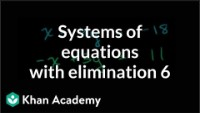 Systems of
equations
with elimination 6
Khan Academy